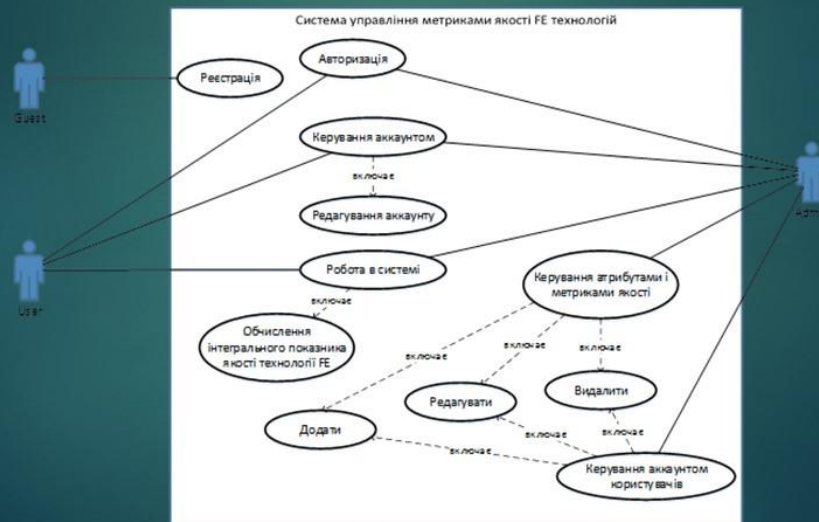 Система управління метриками якості FE технологій
Авторизація
Реєстрація
Guest
Керування аккаунтом
включає
Редагування аккаунту
Робота в системі
User
включає
Керування атрибутами і
метриками якості
Обчислення
інтегрального показника
якості технології FE
включає
включає
включає
Видалити
Редагувати
Додати
включає
включає
включає
Керування аккаунтом
користувачів